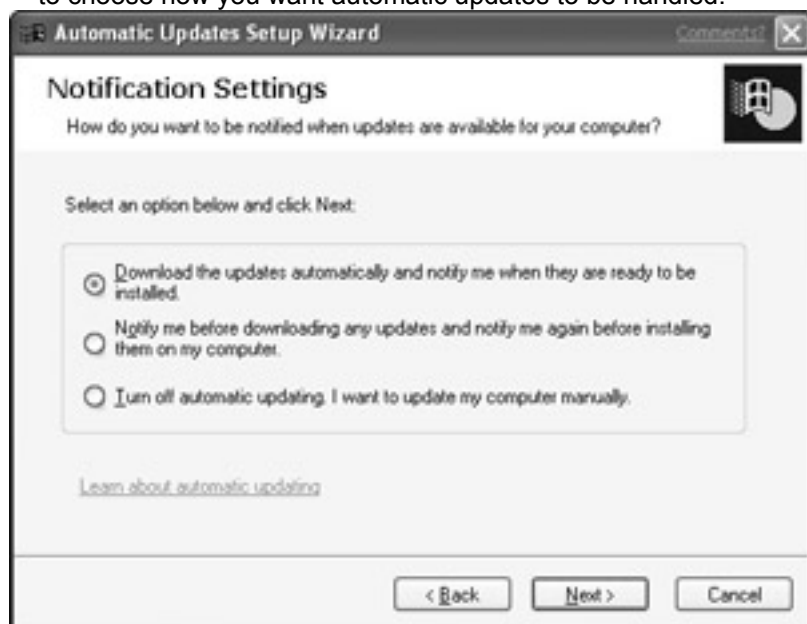 to choose how you want automatic updates to be handled.
Automatic Updates Setup Wizard
Comments?
Notification Settings
How do you want to be notified when updates are available for your computer?
Select an option below and click Next:
Download the updates automatically and notify me when they are ready to be
installed.
Notify me before downloading any updates and notify me again before installing
them on my computer.
Turn off automatic updating. I want to update my computer manually.
Learn about automatic updating
< Back
Next >
Cancel